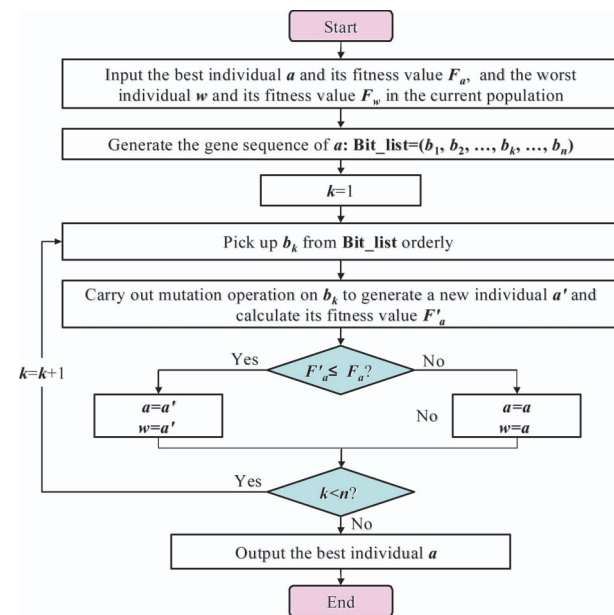 Start
Input the best individual a and its fitness value Fa, and the worst
individual w and its fitness value Fw in the current population
Generate the gene sequence of a: Bit_list=(b1, b2, …, bk, …, bn)
k=1
Pick up bk from Bit_list orderly
Carry out mutation operation on bk to generate a new individual a' and
calculate its fitness value F'a
Yes
F'a≤ Fa?
No
k=k+1
a=a'
w=a'
No
a=a
w=a
Yes
k<n?
No
Output the best individual a
End